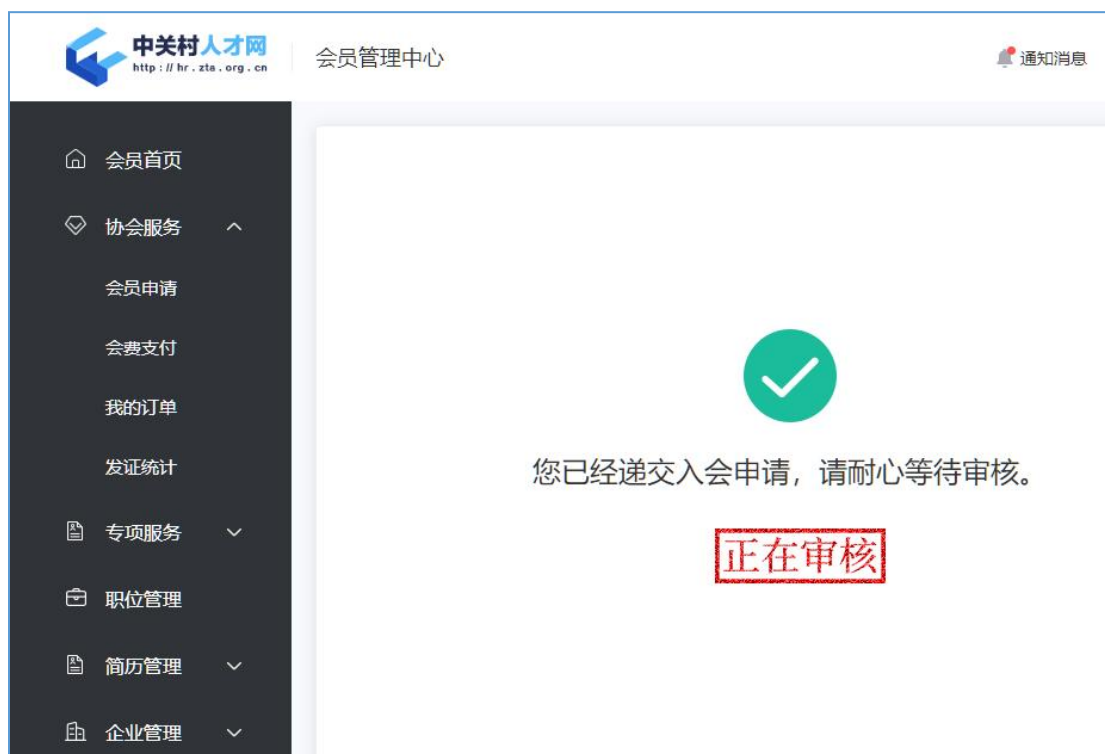 中关村人才网
http://hr.zta.org.cn
会员管理中心
通知消息
会员首页
协会服务
会员申请
会费支付
我的订单
发证统计
专项服务
职位管理
简历管理
企业管理
您已经递交入会申请，请耐心等待审核。
正在审核